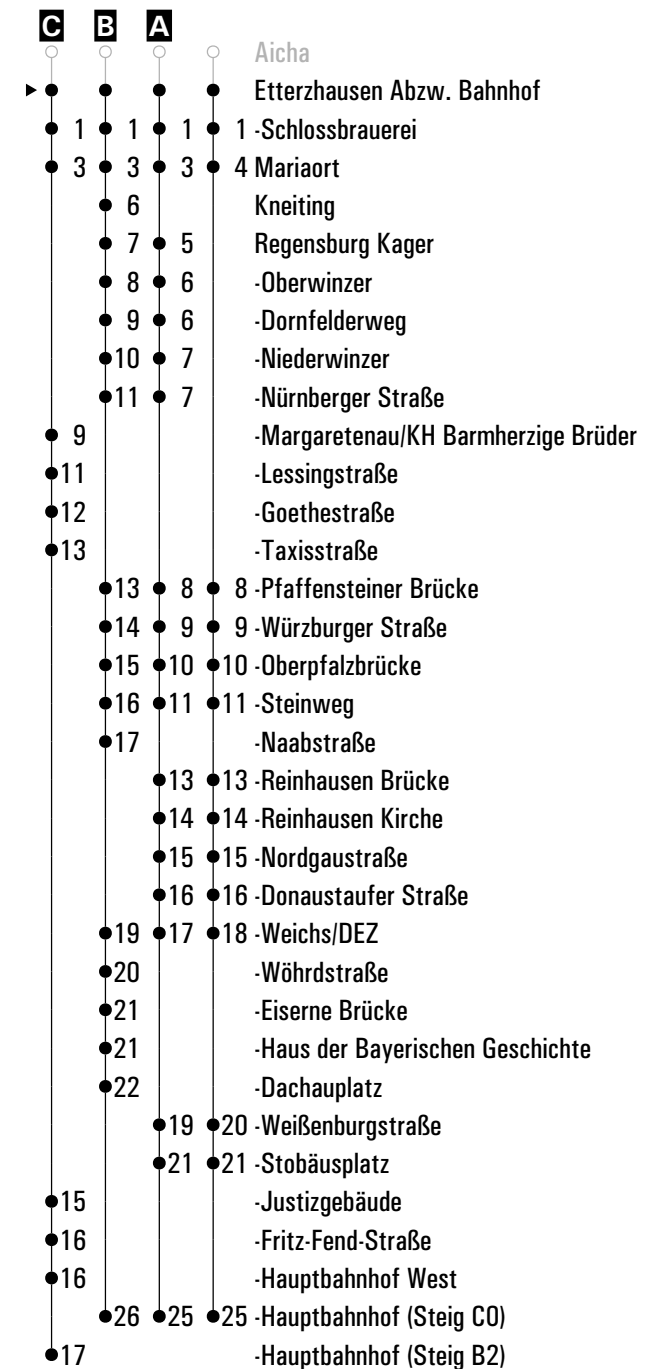 C B A
Aicha
Etterzhausen Abzw. Bahnhof
1 1 1 1 -Schlossbrauerei
3 3 3 4 Mariaort
6 Kneiting
7 5 Regensburg Kager
8 6 -Oberwinzer
9 6 -Dornfelderweg
10 7 -Niederwinzer
11 7 -Nürnberger Straße
9 -Margaretenau/KH Barmherzige Brüder
11 -Lessingstraße
12 -Goethestraße
13 -Taxisstraße
13 8 8 -Pfaffensteiner Brücke
14 9 9 -Würzburger Straße
15 10 10 -Oberpfalzbrücke
16 11 11 -Steinweg
17 -Naabstraße
13 13 -Reinhausen Brücke
14 14 -Reinhausen Kirche
15 15 -Nordgaustraße
16 16 -Donaustaufer Straße
19 17 18 -Weichs/DEZ
20 -Wöhrdstraße
21 -Eiserne Brücke
21 -Haus der Bayerischen Geschichte
22 -Dachauplatz
19 20 -Weißenburgstraße
21 21 -Stobäusplatz
15 -Justizgebäude
16 -Fritz-Fend-Straße
16 -Hauptbahnhof West
26 25 25 -Hauptbahnhof (Steig C0)
17 -Hauptbahnhof (Steig B2)